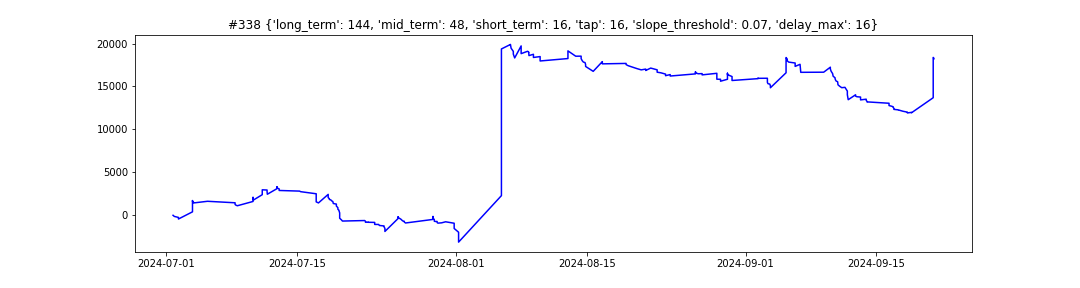 #338 {'long_term': 144, 'mid_term': 48, 'short_term': 16, 'tap': 16, 'slope_threshold': 0.07, 'delay_max': 16}
20000
15000
10000
5000
0
2024-07-01 2024-07-15 2024-08-01 2024-08-15 2024-09-01 2024-09-15